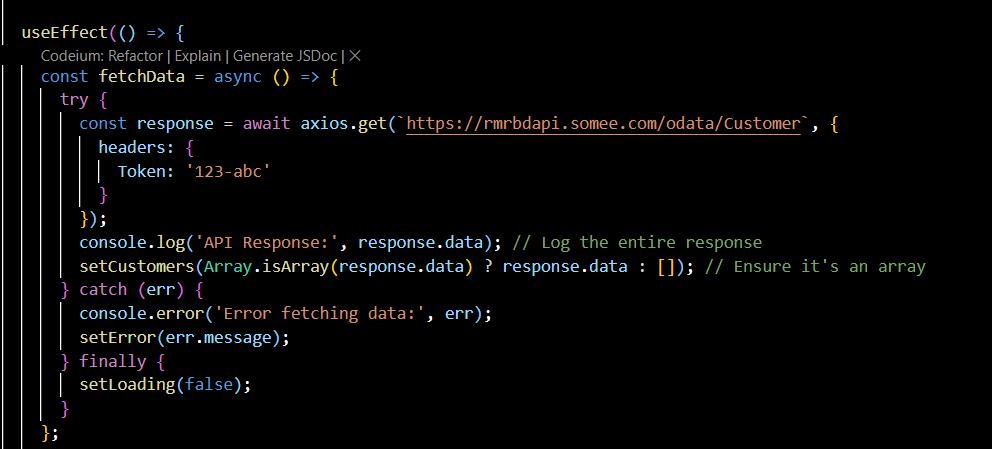 useEffect(() => {
Codeium: Refactor | Explain | Generate JSDoc | ×
const fetchData = async () => {
try {
const response = await axios.get(`https://rmrbdapi.somee.com/odata/Customer`, {
headers: {
Token: '123-abc'
}
});
console.log('API Response:', response.data); // Log the entire response
setCustomers(Array.isArray(response.data) ? response.data : []); // Ensure it's an array
} catch (err) {
console.error('Error fetching data:', err);
setError(err.message);
} finally {
setLoading(false);
}
};